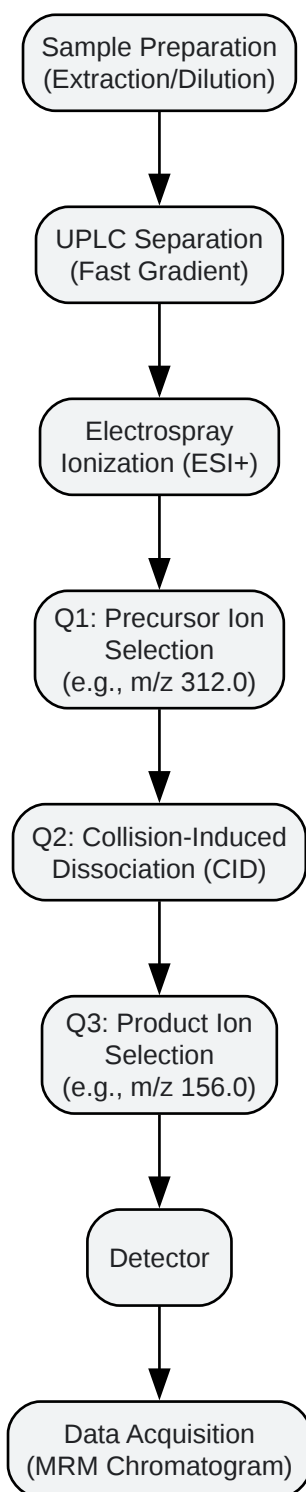 Sample Preparation
(Extraction/Dilution)
UPLC Separation
(Fast Gradient)
Electrospray
Ionization (ESI+)
Q1: Precursor Ion
Selection
(e.g., m/z 312.0)
Q2: Collision-Induced
Dissociation (CID)
Q3: Product Ion
Selection
(e.g., m/z 156.0)
Detector
Data Acquisition
(MRM Chromatogram)